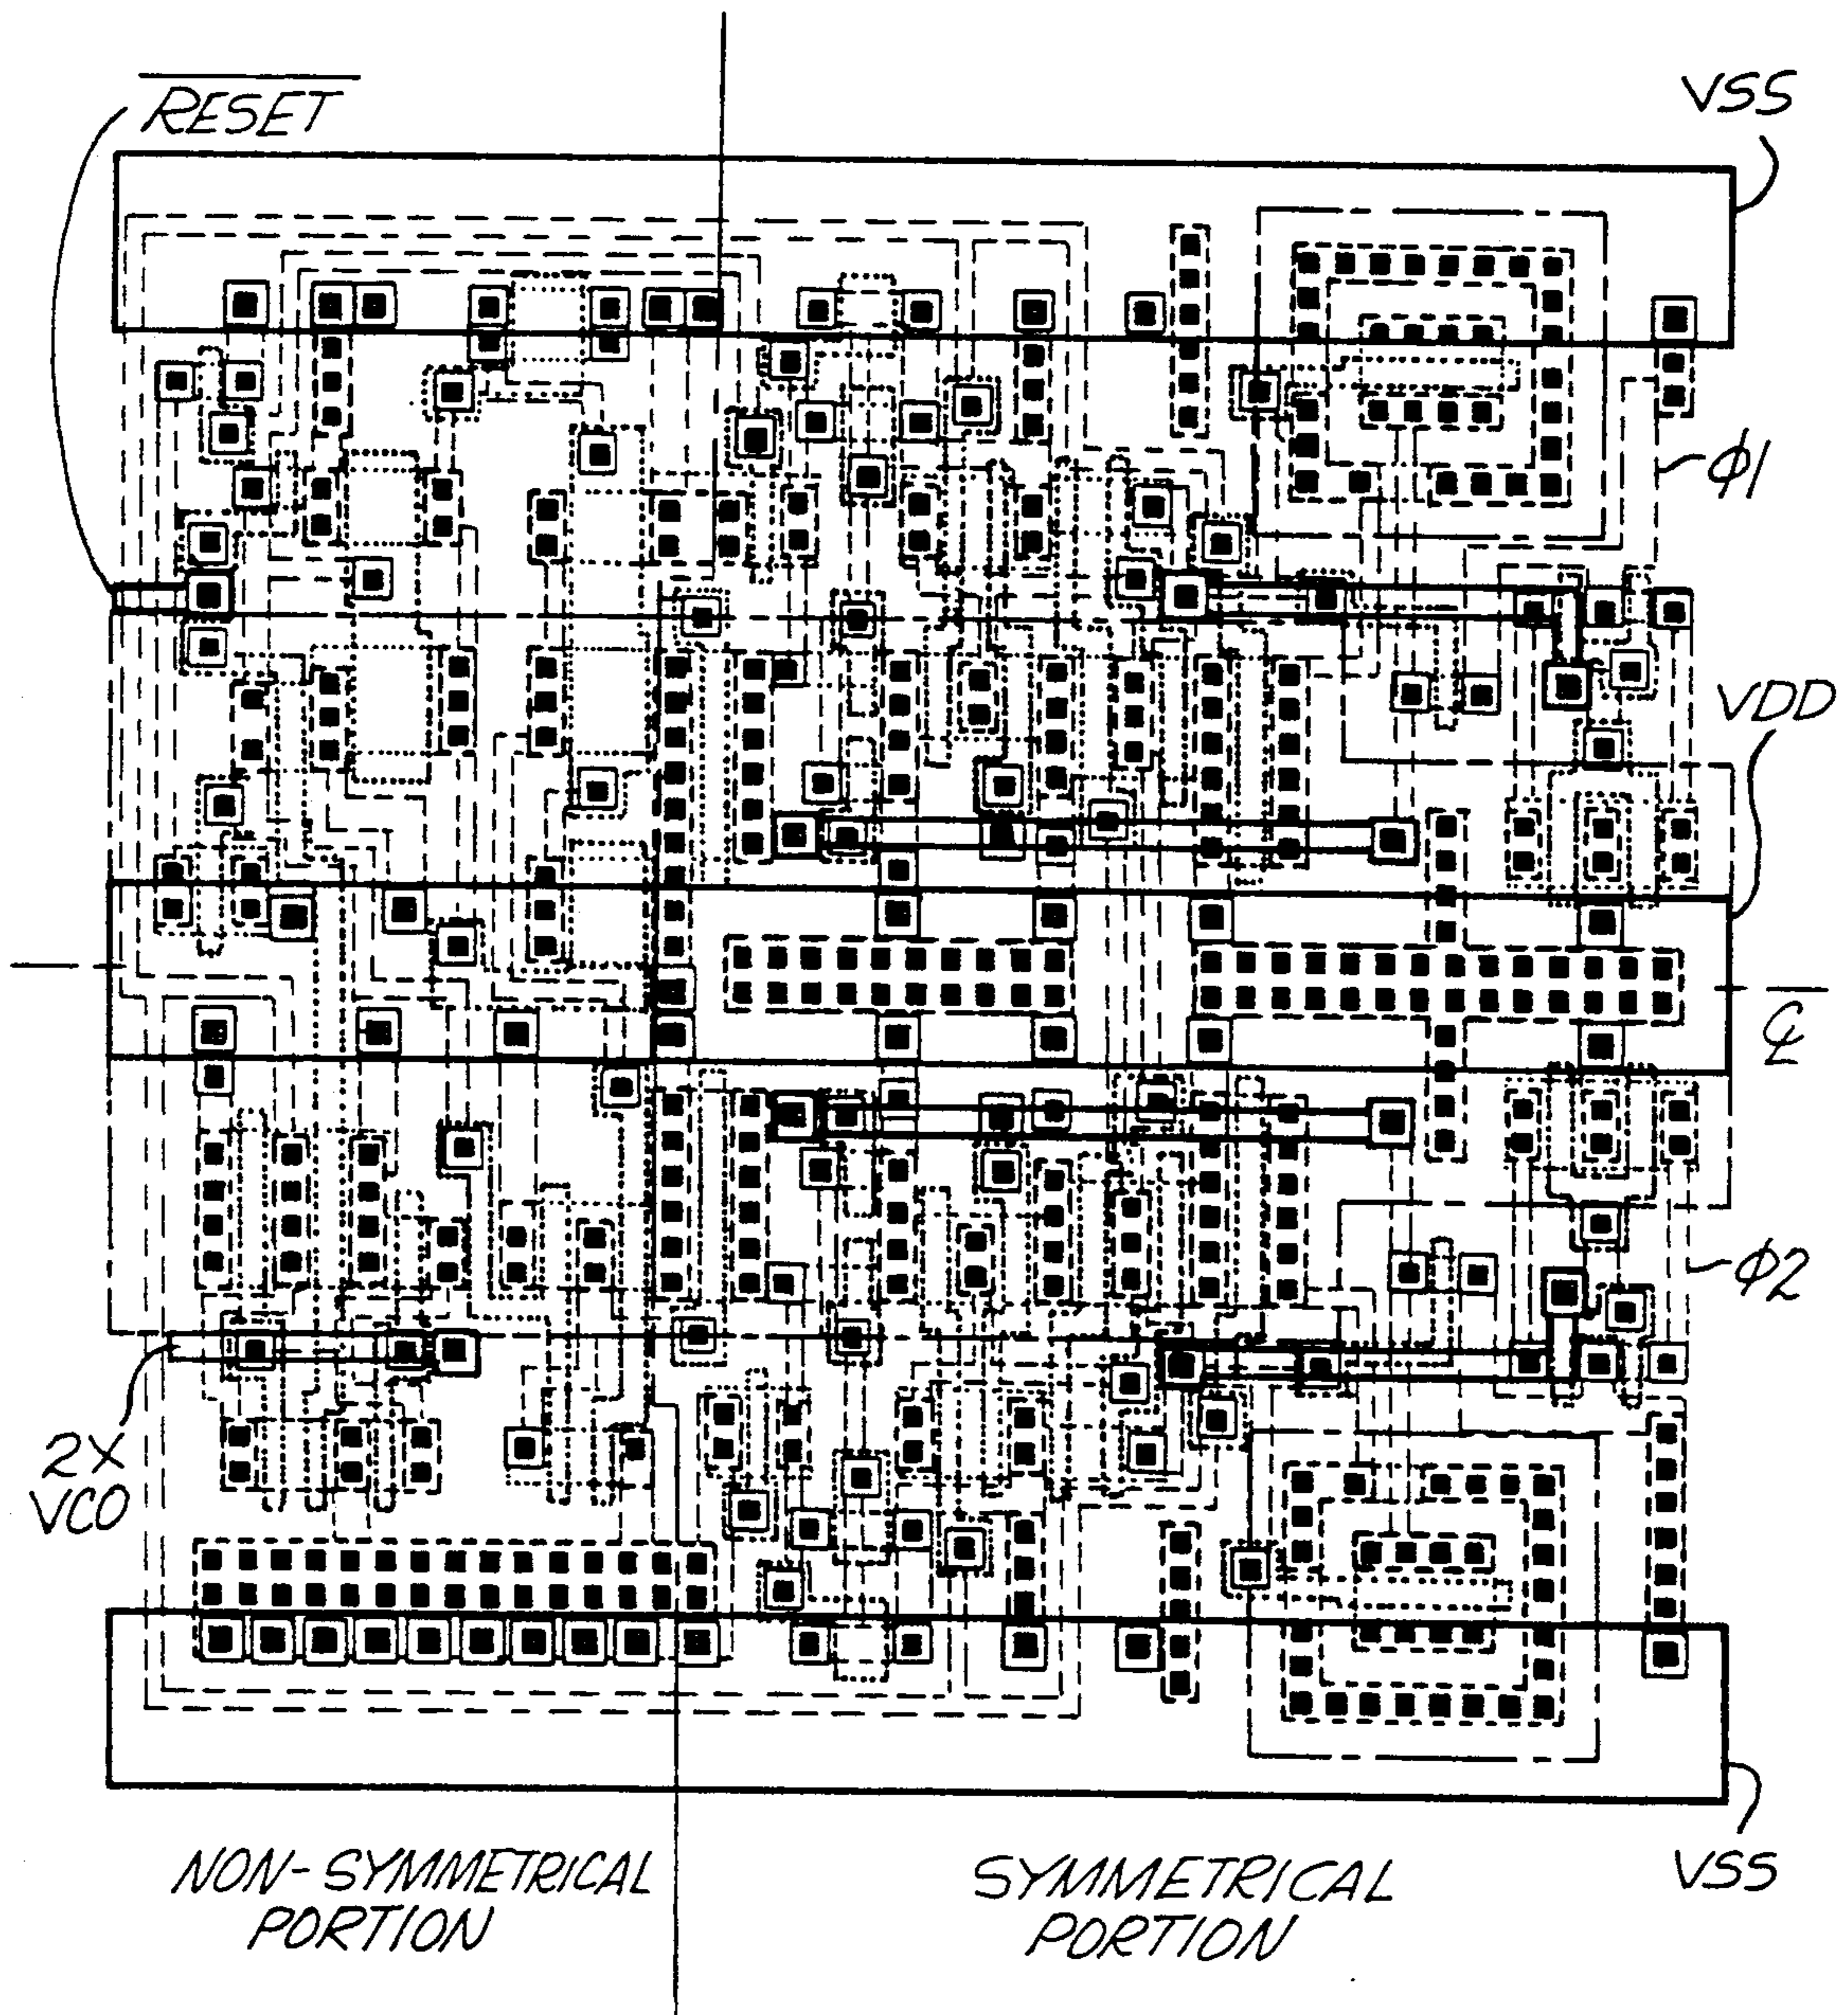 RESET
VSS
φ1
VDD
℄
φ2
2X
VCO
VSS
NON-SYMMETRICAL
PORTION
SYMMETRICAL
PORTION